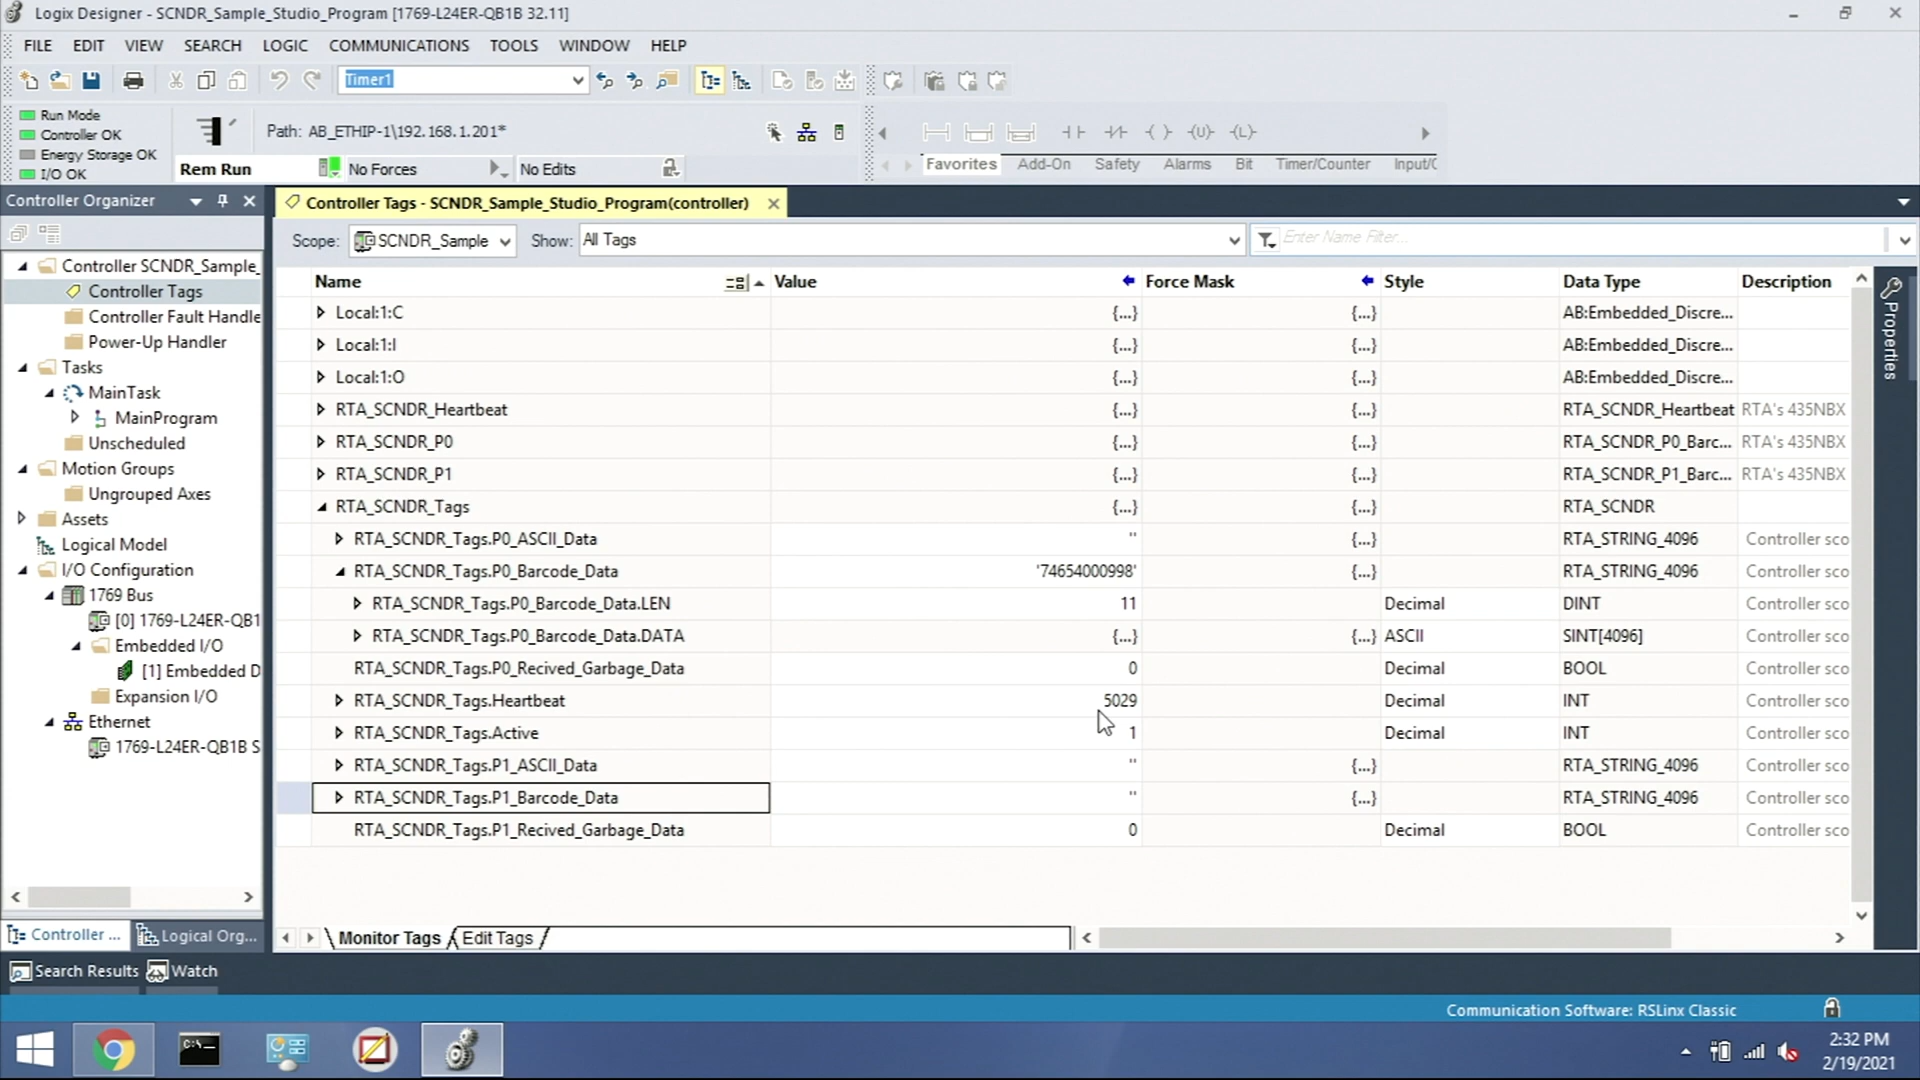 Logix Designer - SCNDR_Sample_Studio_Program [1769-L24ER-QB1B 32.11]
FILE EDIT VIEW SEARCH LOGIC COMMUNICATIONS TOOLS WINDOW HELP
Timer1
Run Mode
Controller OK
Energy Storage OK
I/O OK
Path: AB_ETHIP-1\192.168.1.201*
Rem Run No Forces No Edits
Favorites Add-On Safety Alarms Bit Timer/Counter Input/C
Controller Organizer
Controller Tags - SCNDR_Sample_Studio_Program(controller)
Scope: SCNDR_Sample Show: All Tags Enter Name Filter...
Controller SCNDR_Sample_
Controller Tags
Controller Fault Handle
Power-Up Handler
Tasks
MainTask
MainProgram
Unscheduled
Motion Groups
Ungrouped Axes
Assets
Logical Model
I/O Configuration
1769 Bus
[0] 1769-L24ER-QB1
Embedded I/O
[1] Embedded D
Expansion I/O
Ethernet
1769-L24ER-QB1B S
Controller ... Logical Org...
Name Value Force Mask Style Data Type Description
Local:1:C {...} {...} AB:Embedded_Discre...
Local:1:I {...} {...} AB:Embedded_Discre...
Local:1:O {...} {...} AB:Embedded_Discre...
RTA_SCNDR_Heartbeat {...} {...} RTA_SCNDR_Heartbeat RTA's 435NBX
RTA_SCNDR_P0 {...} {...} RTA_SCNDR_P0_Barc... RTA's 435NBX
RTA_SCNDR_P1 {...} {...} RTA_SCNDR_P1_Barc... RTA's 435NBX
RTA_SCNDR_Tags {...} {...} RTA_SCNDR
RTA_SCNDR_Tags.P0_ASCII_Data '' {...} RTA_STRING_4096 Controller sco
RTA_SCNDR_Tags.P0_Barcode_Data '74654000998' {...} RTA_STRING_4096 Controller sco
RTA_SCNDR_Tags.P0_Barcode_Data.LEN 11 Decimal DINT Controller sco
RTA_SCNDR_Tags.P0_Barcode_Data.DATA {...} {...} ASCII SINT[4096] Controller sco
RTA_SCNDR_Tags.P0_Recived_Garbage_Data 0 Decimal BOOL Controller sco
RTA_SCNDR_Tags.Heartbeat 5029 Decimal INT Controller sco
RTA_SCNDR_Tags.Active 1 Decimal INT Controller sco
RTA_SCNDR_Tags.P1_ASCII_Data '' {...} RTA_STRING_4096 Controller sco
RTA_SCNDR_Tags.P1_Barcode_Data '' {...} RTA_STRING_4096 Controller sco
RTA_SCNDR_Tags.P1_Recived_Garbage_Data 0 Decimal BOOL Controller sco
Properties
Monitor Tags Edit Tags
Search Results Watch
Communication Software: RSLinx Classic
2:32 PM
2/19/2021